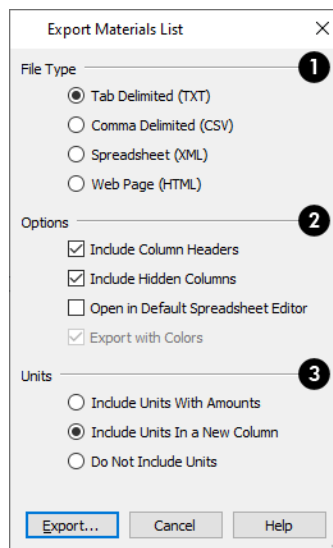 Export Materials List
File Type 1
Tab Delimited (TXT)
Comma Delimited (CSV)
Spreadsheet (XML)
Web Page (HTML)
Options 2
Include Column Headers
Include Hidden Columns
Open in Default Spreadsheet Editor
Export with Colors
Units 3
Include Units With Amounts
Include Units In a New Column
Do Not Include Units
Export... Cancel Help